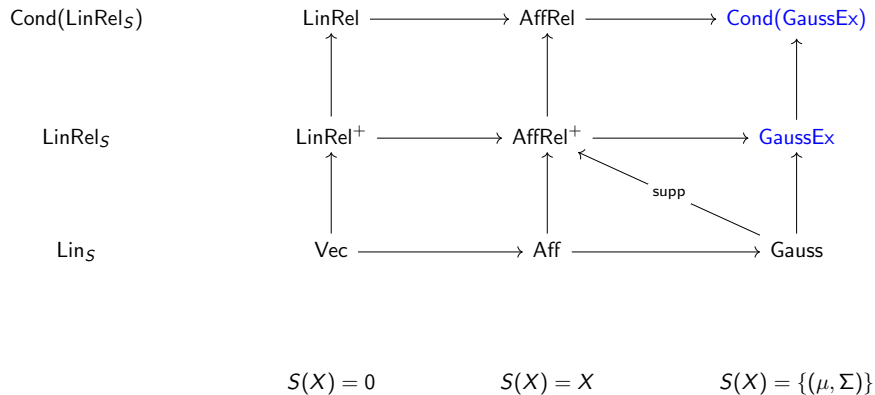 Cond(LinRel_S) LinRel AffRel Cond(GaussEx)
LinRel_S LinRel⁺ AffRel⁺ GaussEx
supp
Lin_S Vec Aff Gauss
S(X) = 0 S(X) = X S(X) = {(μ, Σ)}